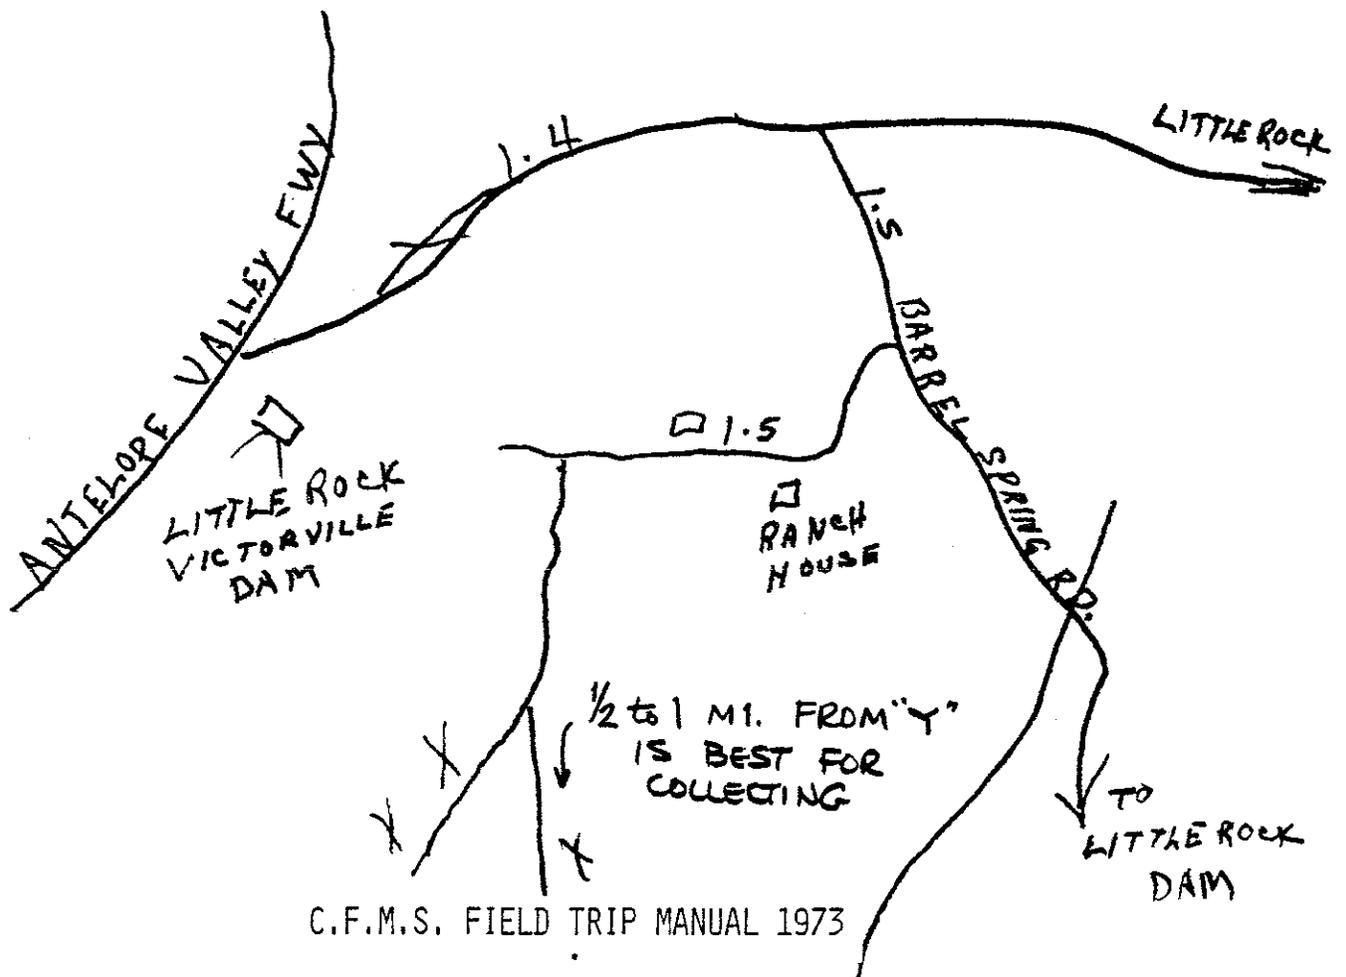 LITTLE ROCK
1.4
1.5
ANTELOPE VALLEY FWY
BARREL SPRING RD.
1.5
LITTLE ROCK
VICTORVILLE
DAM
RANCH
HOUSE
½ to 1 MI. FROM "Y"
IS BEST FOR
COLLECTING
TO
LITTLE ROCK
DAM
C.F.M.S. FIELD TRIP MANUAL 1973